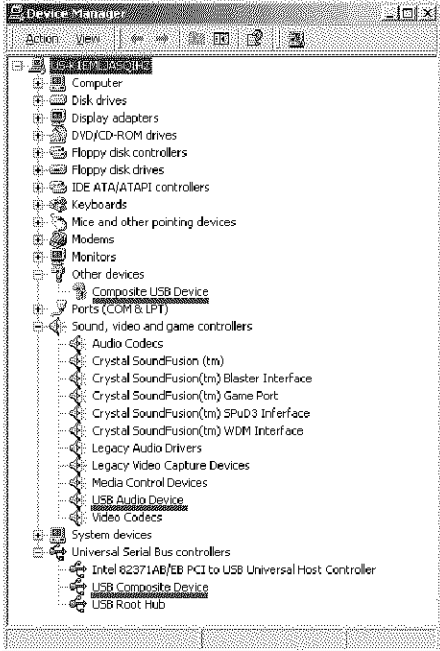 Device Manager
Action View
Computer
Disk drives
Display adapters
DVD/CD-ROM drives
Floppy disk controllers
Floppy disk drives
IDE ATA/ATAPI controllers
Keyboards
Mice and other pointing devices
Modems
Monitors
Other devices
Composite USB Device
Ports (COM & LPT)
Sound, video and game controllers
Audio Codecs
Crystal SoundFusion (tm)
Crystal SoundFusion(tm) Blaster Interface
Crystal SoundFusion(tm) Game Port
Crystal SoundFusion(tm) SPuD3 Inferface
Crystal SoundFusion(tm) WDM Interface
Legacy Audio Drivers
Legacy Video Capture Devices
Media Control Devices
USB Audio Device
Video Codecs
System devices
Universal Serial Bus controllers
Intel 82371AB/EB PCI to USB Universal Host Controller
USB Composite Device
USB Root Hub